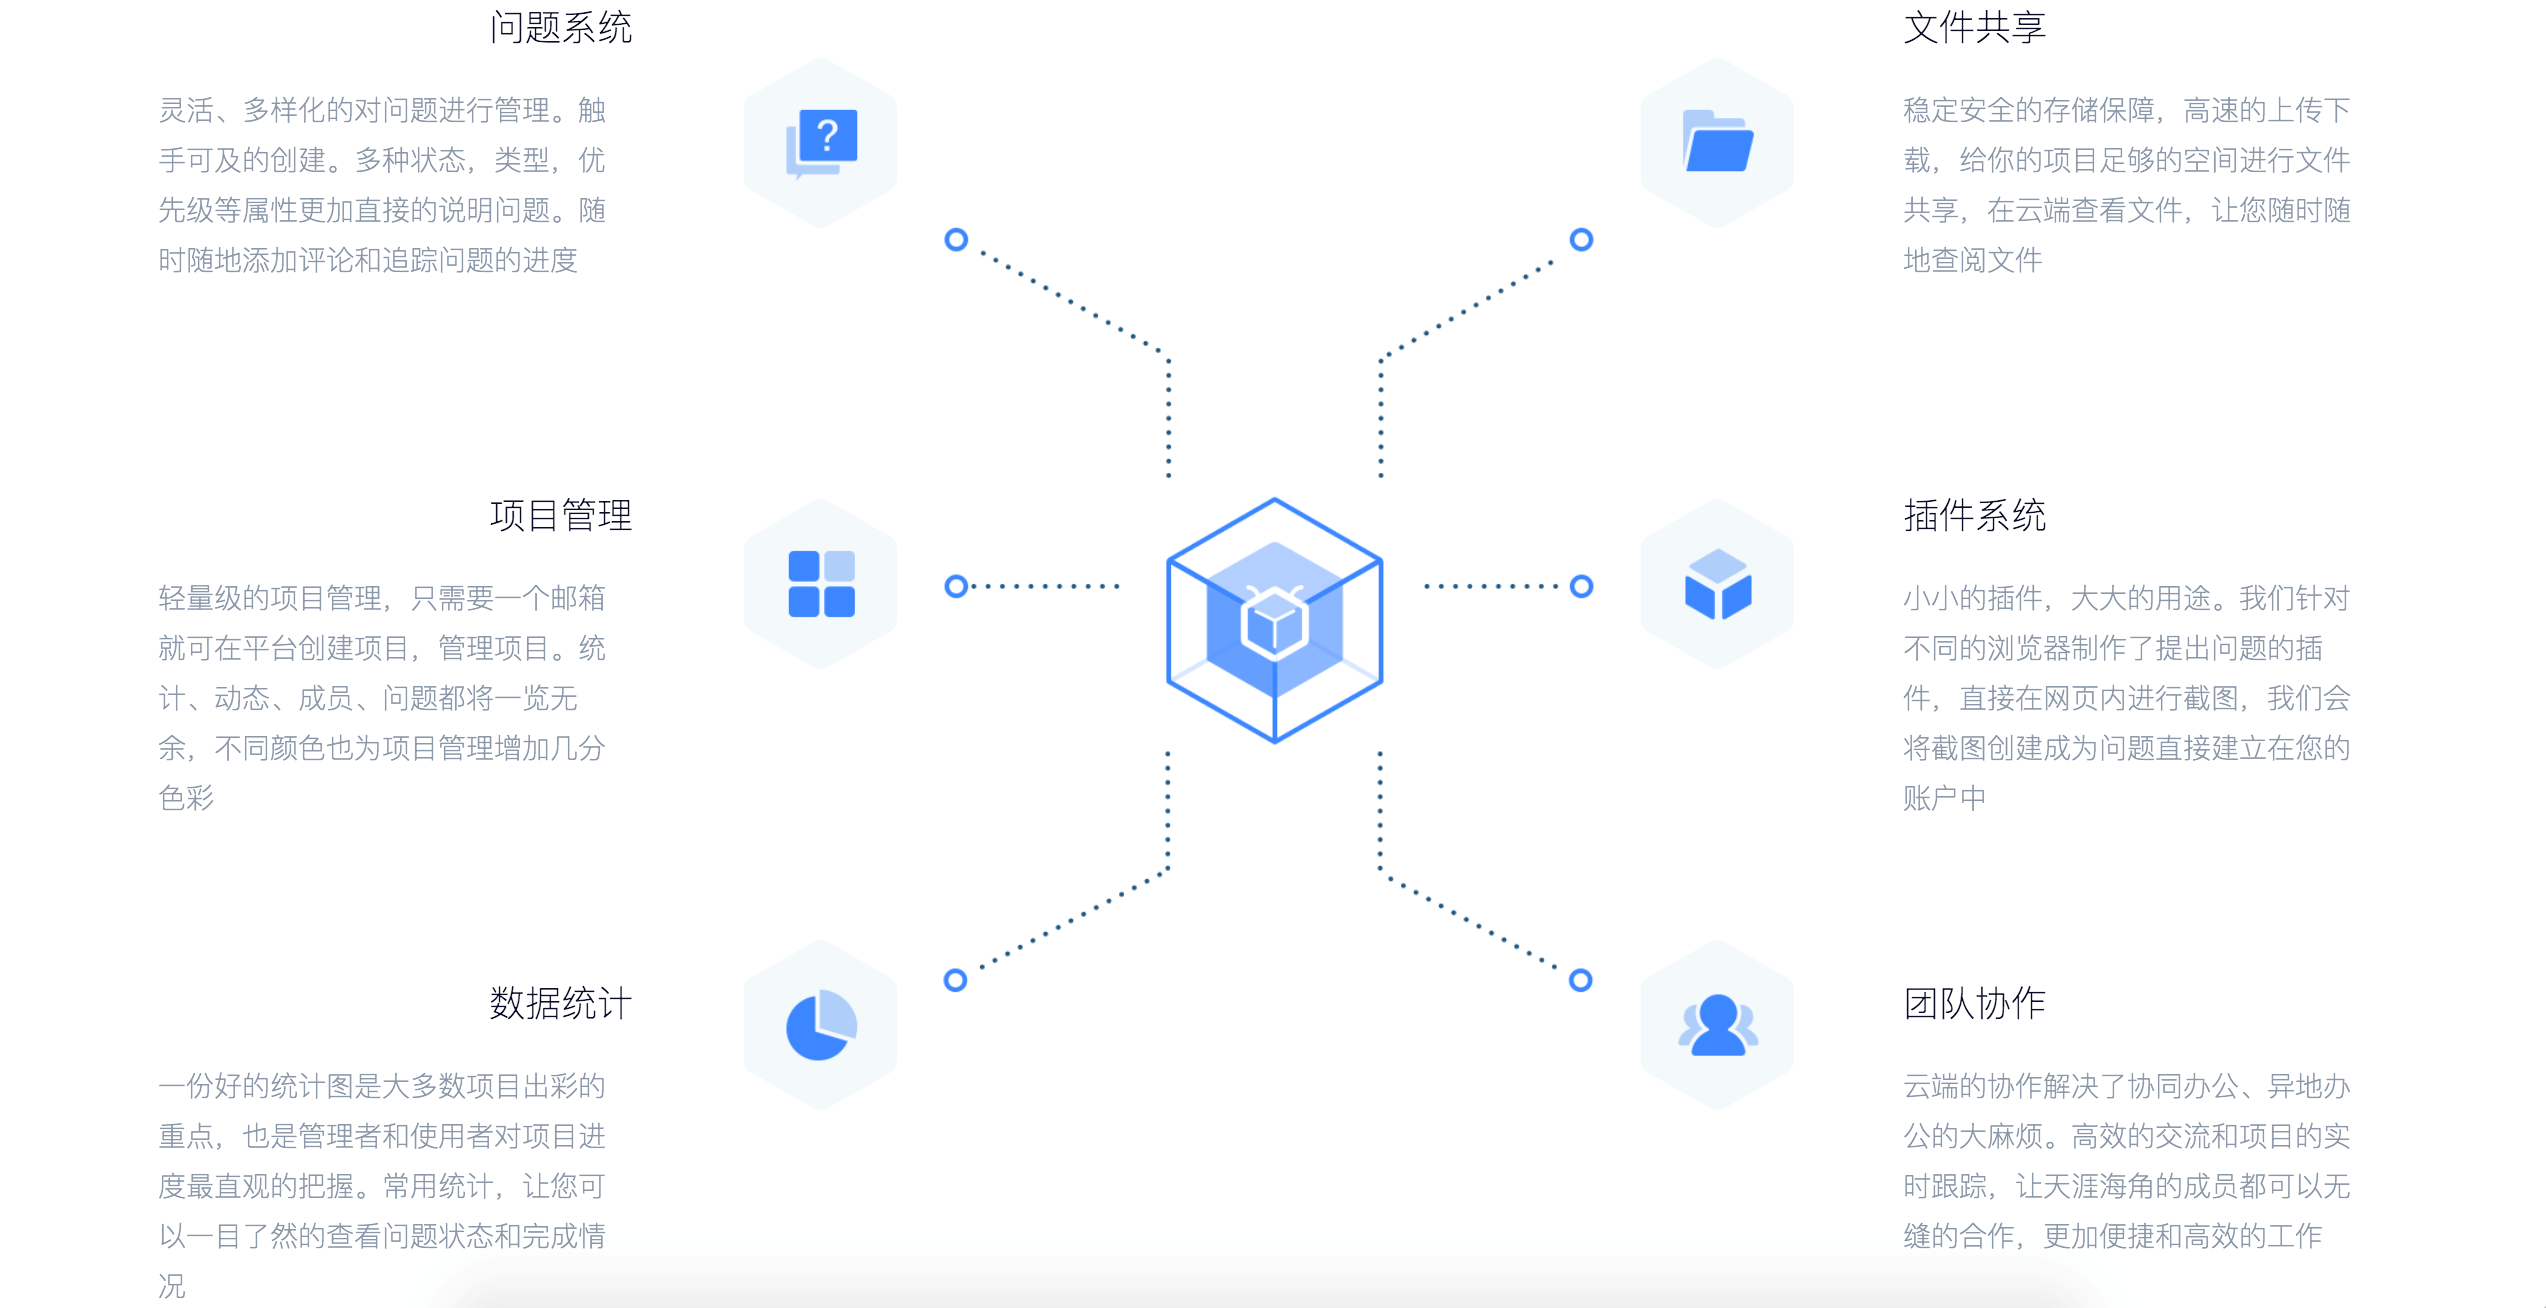 问题系统
灵活、多样化的对问题进行管理。触
手可及的创建。多种状态，类型，优
先级等属性更加直接的说明问题。随
时随地添加评论和追踪问题的进度
?
项目管理
轻量级的项目管理，只需要一个邮箱
就可在平台创建项目，管理项目。统
计、动态、成员、问题都将一览无
余，不同颜色也为项目管理增加几分
色彩
数据统计
一份好的统计图是大多数项目出彩的
重点，也是管理者和使用者对项目进
度最直观的把握。常用统计，让您可
以一目了然的查看问题状态和完成情
况
文件共享
稳定安全的存储保障，高速的上传下
载，给你的项目足够的空间进行文件
共享，在云端查看文件，让您随时随
地查阅文件
插件系统
小小的插件，大大的用途。我们针对
不同的浏览器制作了提出问题的插
件，直接在网页内进行截图，我们会
将截图创建成为问题直接建立在您的
账户中
团队协作
云端的协作解决了协同办公、异地办
公的大麻烦。高效的交流和项目的实
时跟踪，让天涯海角的成员都可以无
缝的合作，更加便捷和高效的工作